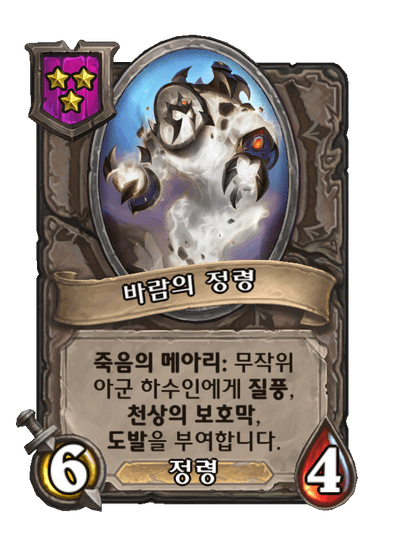 바람의 정령
죽음의 메아리: 무작위
아군 하수인에게 질풍,
천상의 보호막,
도발을 부여합니다.
6
정령
4